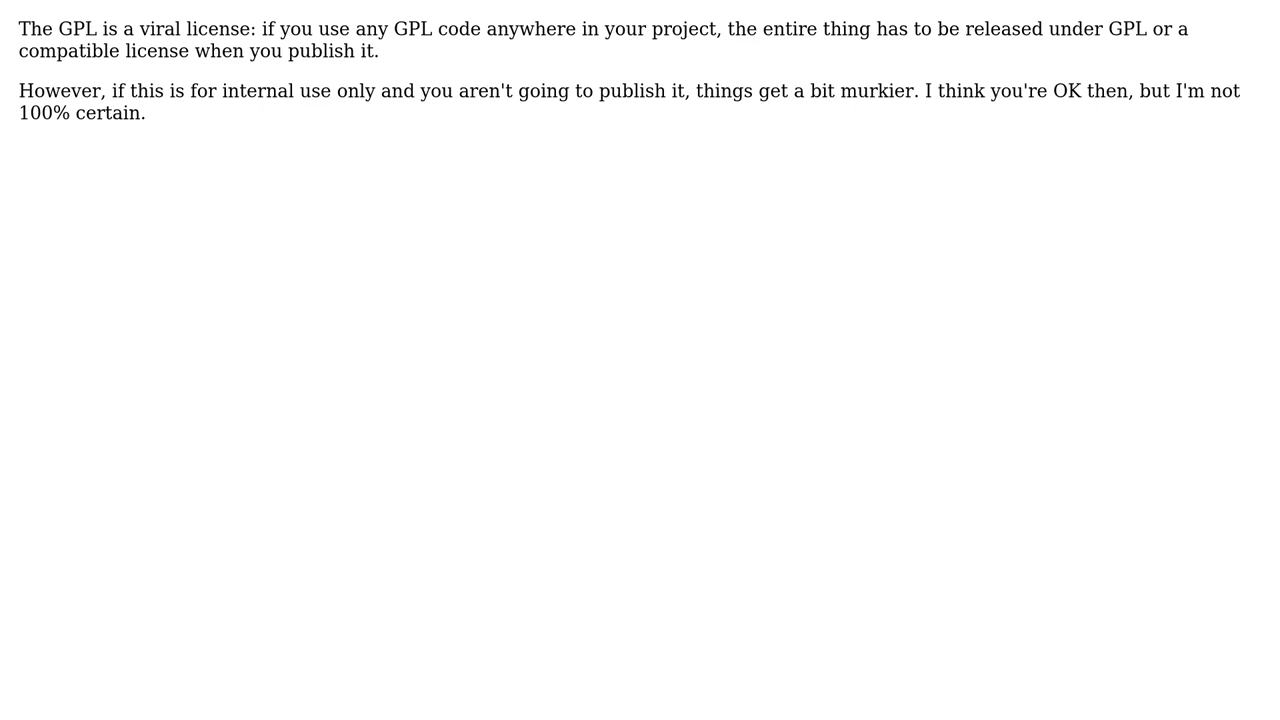 The GPL is a viral license: if you use any GPL code anywhere in your project, the entire thing has to be released under GPL or a
compatible license when you publish it.
However, if this is for internal use only and you aren't going to publish it, things get a bit murkier. I think you're OK then, but I'm not
100% certain.